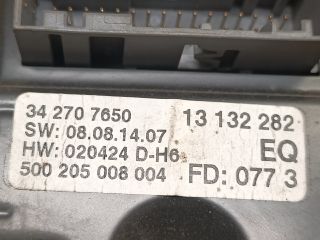 34 270 7650 13 132 282
SW: 08.08.14.07 EQ
HW: 020424 D-H6
500 205 008 004 FD: 077 3